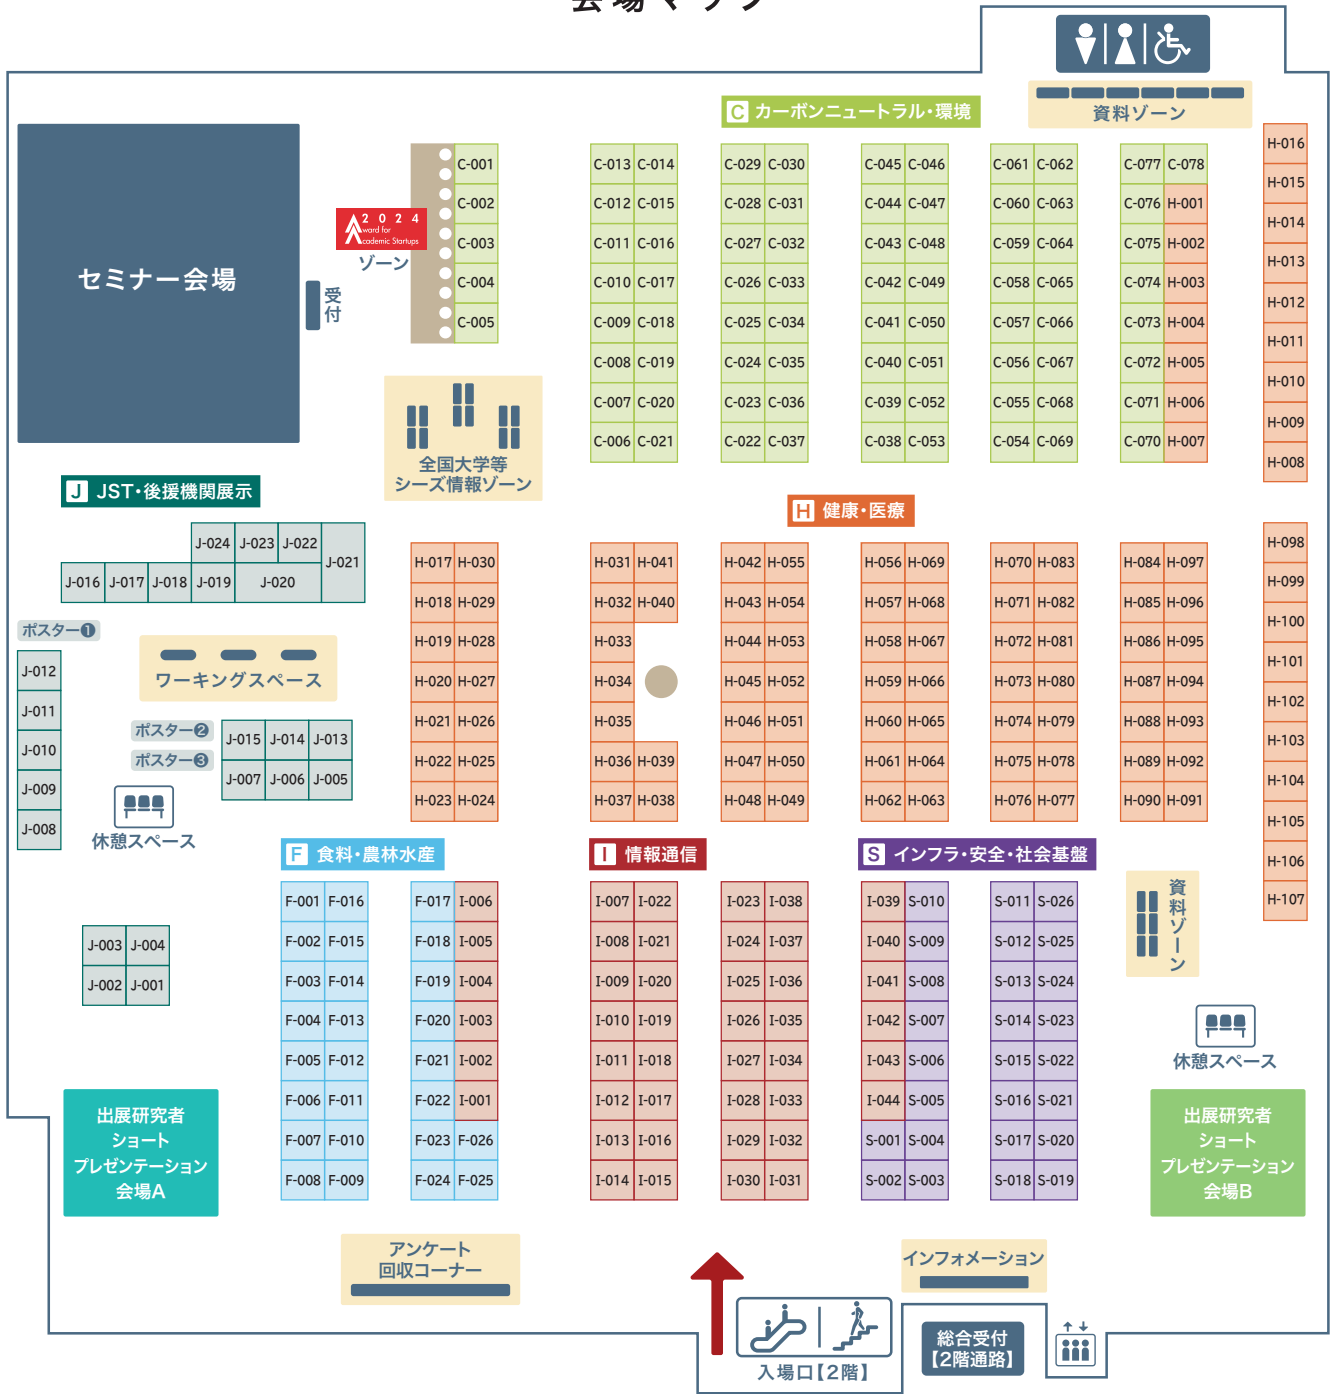 会場マップ
C カーボンニュートラル・環境
資料ゾーン
セミナー会場
受付
2 0 2 4
Award for
Academic Startups
ゾーン
C-001
C-002
C-003
C-004
C-005
C-013 C-014
C-012 C-015
C-011 C-016
C-010 C-017
C-009 C-018
C-008 C-019
C-007 C-020
C-006 C-021
C-029 C-030
C-028 C-031
C-027 C-032
C-026 C-033
C-025 C-034
C-024 C-035
C-023 C-036
C-022 C-037
C-045 C-046
C-044 C-047
C-043 C-048
C-042 C-049
C-041 C-050
C-040 C-051
C-039 C-052
C-038 C-053
C-061 C-062
C-060 C-063
C-059 C-064
C-058 C-065
C-057 C-066
C-056 C-067
C-055 C-068
C-054 C-069
C-077 C-078
C-076 H-001
C-075 H-002
C-074 H-003
C-073 H-004
C-072 H-005
C-071 H-006
C-070 H-007
H-016
H-015
H-014
H-013
H-012
H-011
H-010
H-009
H-008
全国大学等
シーズ情報ゾーン
J JST・後援機関展示
J-024 J-023 J-022
J-021
J-016 J-017 J-018 J-019 J-020
ポスター❶
J-012
J-011
J-010
J-009
J-008
ワーキングスペース
ポスター❷
ポスター❸
J-015 J-014 J-013
J-007 J-006 J-005
休憩スペース
J-003 J-004
J-002 J-001
H 健康・医療
H-017 H-030
H-018 H-029
H-019 H-028
H-020 H-027
H-021 H-026
H-022 H-025
H-023 H-024
H-031 H-041
H-032 H-040
H-033
H-034
H-035
H-036 H-039
H-037 H-038
H-042 H-055
H-043 H-054
H-044 H-053
H-045 H-052
H-046 H-051
H-047 H-050
H-048 H-049
H-056 H-069
H-057 H-068
H-058 H-067
H-059 H-066
H-060 H-065
H-061 H-064
H-062 H-063
H-070 H-083
H-071 H-082
H-072 H-081
H-073 H-080
H-074 H-079
H-075 H-078
H-076 H-077
H-084 H-097
H-085 H-096
H-086 H-095
H-087 H-094
H-088 H-093
H-089 H-092
H-090 H-091
H-098
H-099
H-100
H-101
H-102
H-103
H-104
H-105
H-106
H-107
F 食料・農林水産
F-001 F-016
F-002 F-015
F-003 F-014
F-004 F-013
F-005 F-012
F-006 F-011
F-007 F-010
F-008 F-009
F-017 I-006
F-018 I-005
F-019 I-004
F-020 I-003
F-021 I-002
F-022 I-001
F-023 F-026
F-024 F-025
I 情報通信
I-007 I-022
I-008 I-021
I-009 I-020
I-010 I-019
I-011 I-018
I-012 I-017
I-013 I-016
I-014 I-015
I-023 I-038
I-024 I-037
I-025 I-036
I-026 I-035
I-027 I-034
I-028 I-033
I-029 I-032
I-030 I-031
S インフラ・安全・社会基盤
I-039 S-010
I-040 S-009
I-041 S-008
I-042 S-007
I-043 S-006
I-044 S-005
S-001 S-004
S-002 S-003
S-011 S-026
S-012 S-025
S-013 S-024
S-014 S-023
S-015 S-022
S-016 S-021
S-017 S-020
S-018 S-019
資料ゾーン
休憩スペース
出展研究者
ショート
プレゼンテーション
会場A
出展研究者
ショート
プレゼンテーション
会場B
アンケート
回収コーナー
インフォメーション
入場口【2階】
総合受付
【2階通路】